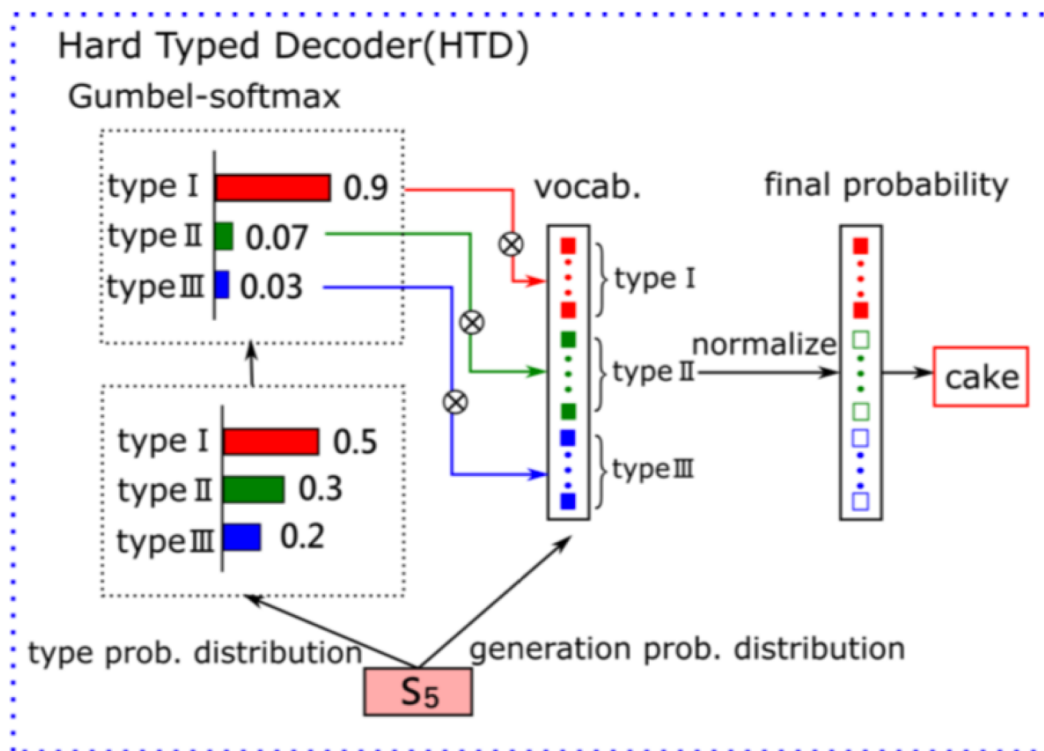 Hard Typed Decoder(HTD)
Gumbel-softmax
type Ⅰ 0.9
type Ⅱ 0.07
type Ⅲ 0.03
vocab.
type Ⅰ
type Ⅱ
type Ⅲ
normalize
final probability
cake
type Ⅰ 0.5
type Ⅱ 0.3
type Ⅲ 0.2
type prob. distribution
generation prob. distribution
S₅